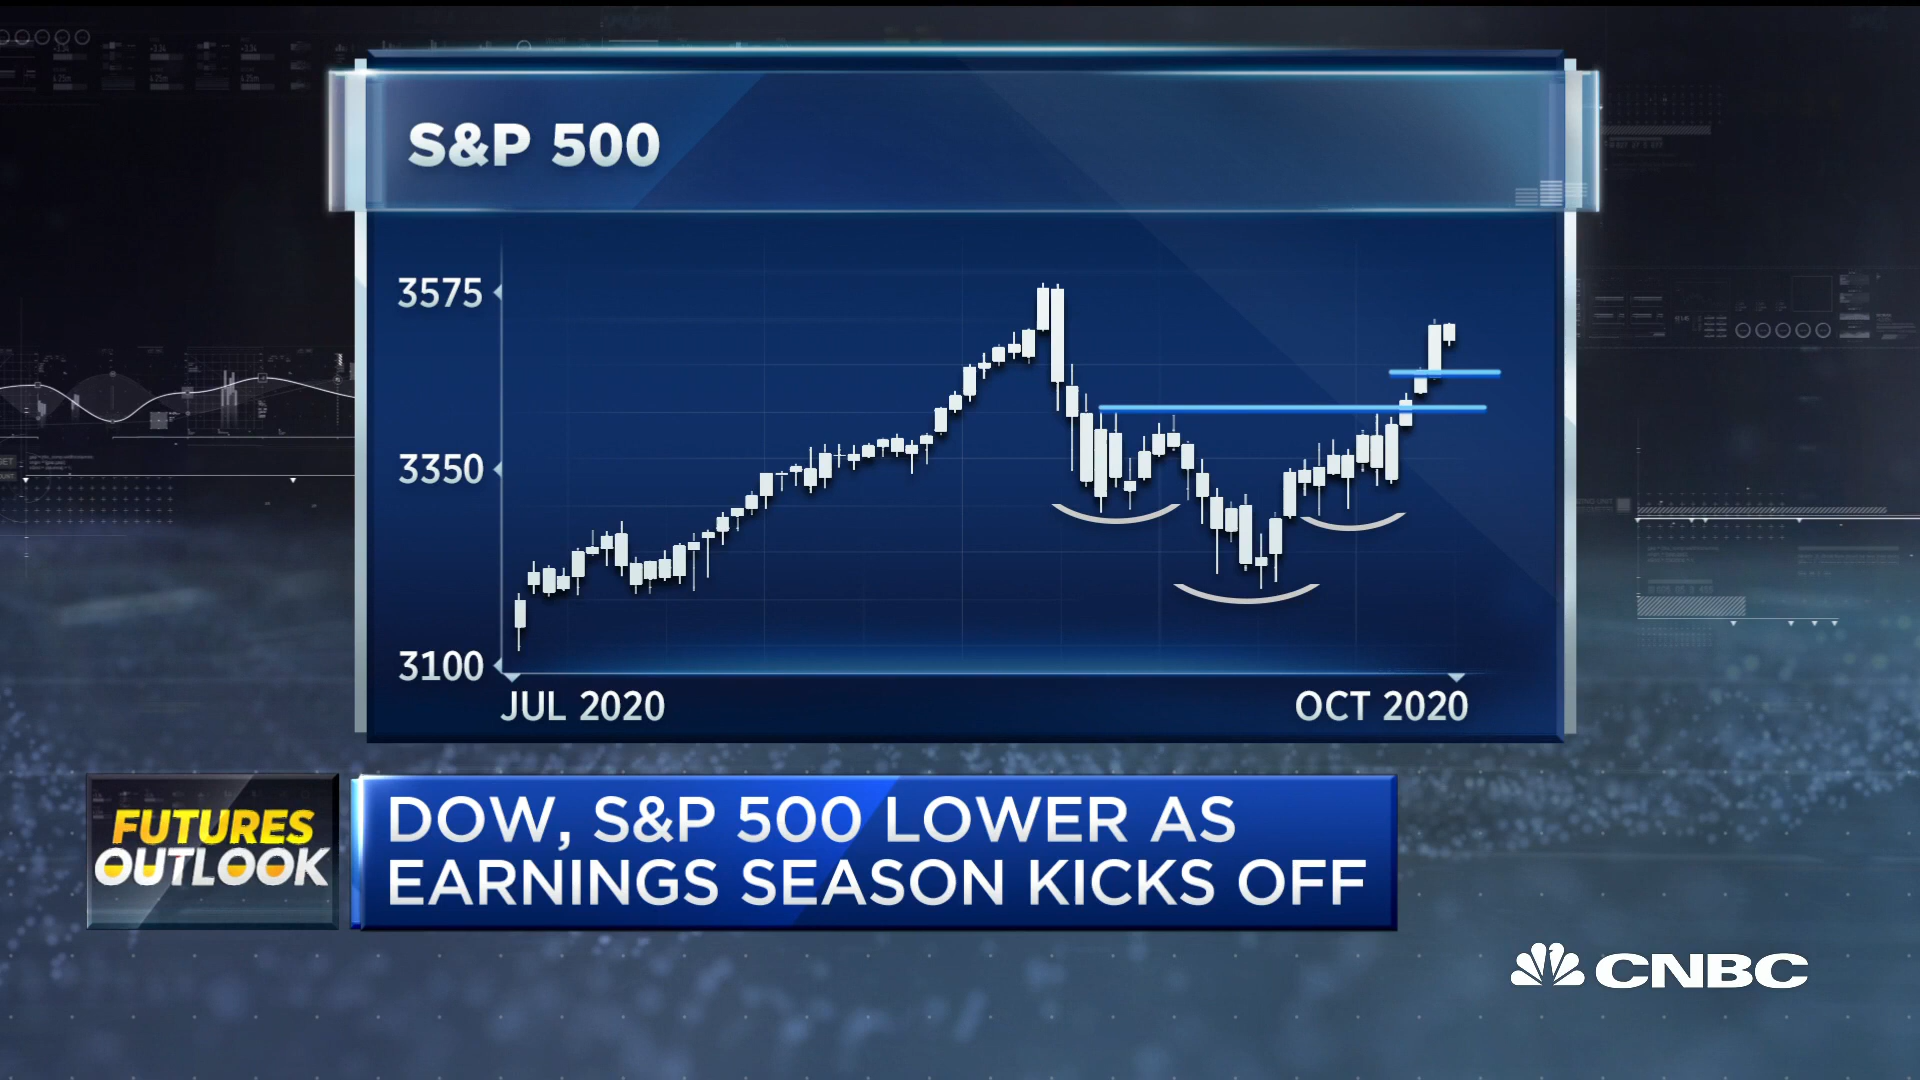 S&P 500
3575
3350
3100
JUL 2020
OCT 2020
FUTURES
OUTLOOK
DOW, S&P 500 LOWER AS
EARNINGS SEASON KICKS OFF
CNBC